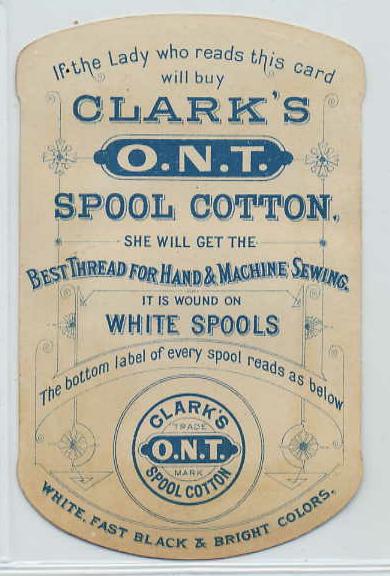 If the Lady who reads this card
will buy
CLARK'S
O.N.T.
SPOOL COTTON,
SHE WILL GET THE
BEST THREAD FOR HAND & MACHINE SEWING.
IT IS WOUND ON
WHITE SPOOLS
The bottom label of every spool reads as below
CLARK'S
TRADE
O.N.T.
MARK
SPOOL COTTON
WHITE, FAST BLACK & BRIGHT COLORS.